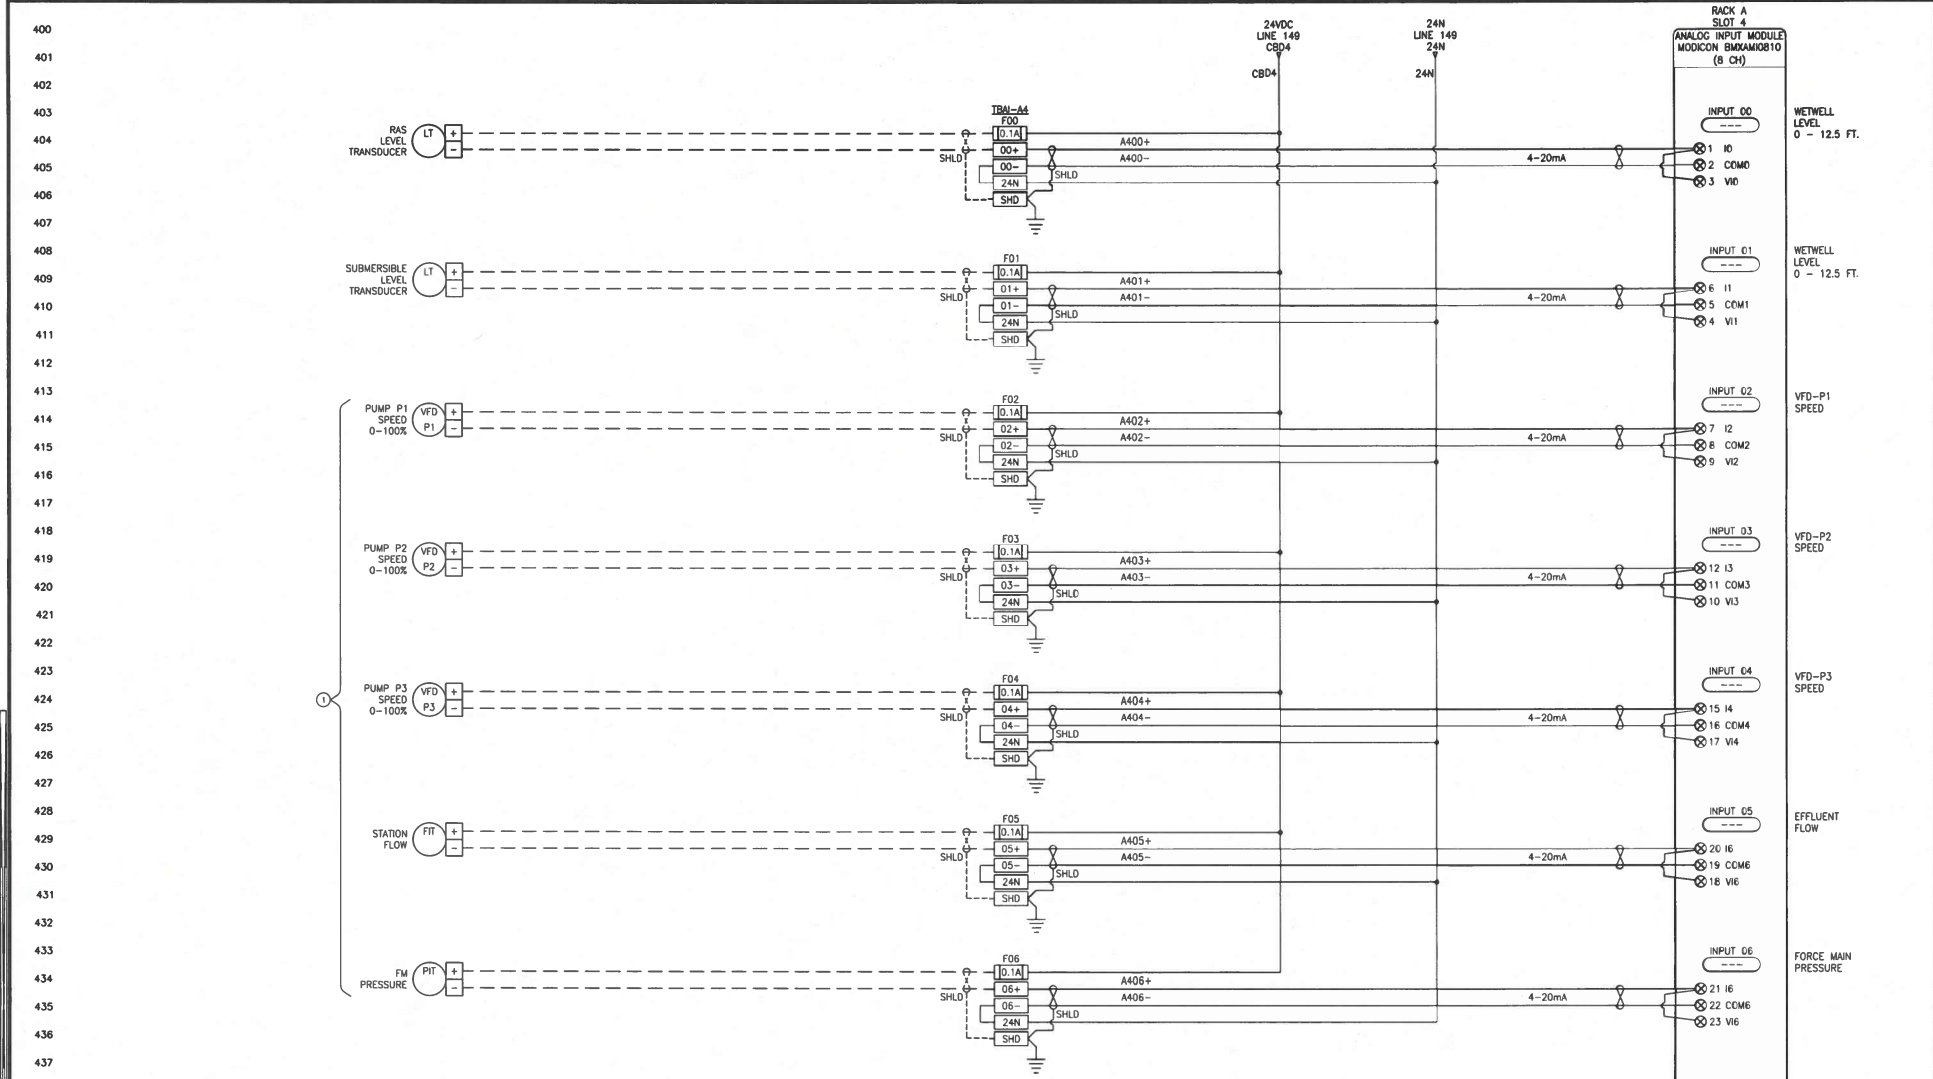 RACK A
SLOT 4
ANALOG INPUT MODULE
MODICON BMXAMI0810
(8 CH)
24VDC
LINE 149
CBD4
24N
LINE 149
24N
CBD4
24N
400
401
402
403
404
405
406
407
408
409
410
411
412
413
414
415
416
417
418
419
420
421
422
423
424
425
426
427
428
429
430
431
432
433
434
435
436
437
RAS
LEVEL
TRANSDUCER
LT
+
-
SHLD
TBAI-A4
F00
0.1A
00+
00-
24N
SHD
SHLD
A400+
A400-
4-20mA
INPUT 00
---
1 I0
2 COM0
3 VI0
WETWELL
LEVEL
0 - 12.5 FT.
SUBMERSIBLE
LEVEL
TRANSDUCER
LT
+
-
SHLD
F01
0.1A
01+
01-
24N
SHD
SHLD
A401+
A401-
4-20mA
INPUT 01
---
6 I1
5 COM1
4 VI1
WETWELL
LEVEL
0 - 12.5 FT.
1
PUMP P1
SPEED
0-100%
VFD
P1
+
-
SHLD
F02
0.1A
02+
02-
24N
SHD
SHLD
A402+
A402-
4-20mA
INPUT 02
---
7 I2
8 COM2
9 VI2
VFD-P1
SPEED
PUMP P2
SPEED
0-100%
VFD
P2
+
-
SHLD
F03
0.1A
03+
03-
24N
SHD
SHLD
A403+
A403-
4-20mA
INPUT 03
---
12 I3
11 COM3
10 VI3
VFD-P2
SPEED
PUMP P3
SPEED
0-100%
VFD
P3
+
-
SHLD
F04
0.1A
04+
04-
24N
SHD
SHLD
A404+
A404-
4-20mA
INPUT 04
---
15 I4
16 COM4
17 VI4
VFD-P3
SPEED
STATION
FLOW
FIT
+
-
SHLD
F05
0.1A
05+
05-
24N
SHD
SHLD
A405+
A405-
4-20mA
INPUT 05
---
20 I6
19 COM6
18 VI6
EFFLUENT
FLOW
FM
PRESSURE
PIT
+
-
SHLD
F06
0.1A
06+
06-
24N
SHD
SHLD
A406+
A406-
4-20mA
INPUT 06
---
21 I6
22 COM6
23 VI6
FORCE MAIN
PRESSURE